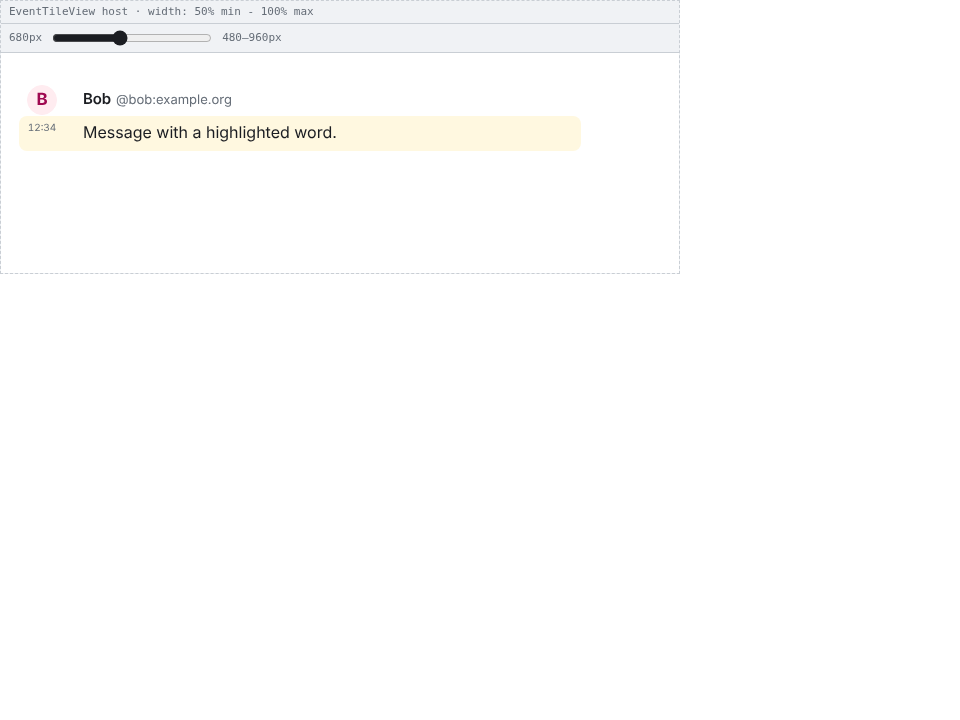 EventTileView host · width: 50% min - 100% max
680px 480–960px
B Bob @bob:example.org
12:34 Message with a highlighted word.